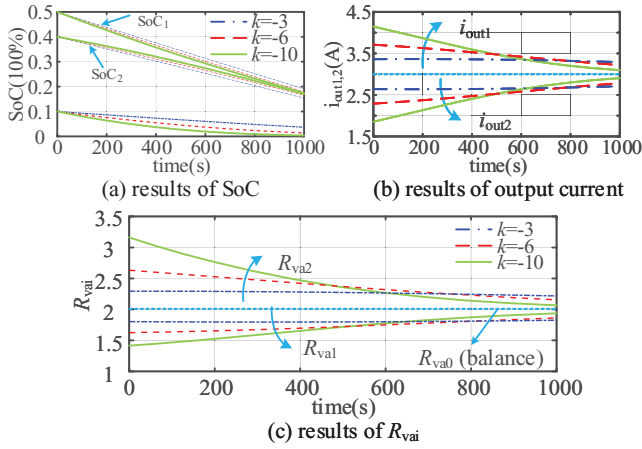 0.5
0.4
0.3
0.2
0.1
0
SoC(100%)
SoC1
SoC2
k=-3
k=-6
k=-10
0 200 400 600 800 1000
time(s)
(a) results of SoC
4.5
3.5
2.5
1.5
iout1,2(A)
iout1
iout2
k=-3
k=-6
k=-10
0 200 400 600 800 1000
time(s)
(b) results of output current
3.5
3
2.5
2
1.5
1
Rvai
Rva2
Rva1
Rva0 (balance)
k=-3
k=-6
k=-10
0 200 400 600 800 1000
time(s)
(c) results of Rvai